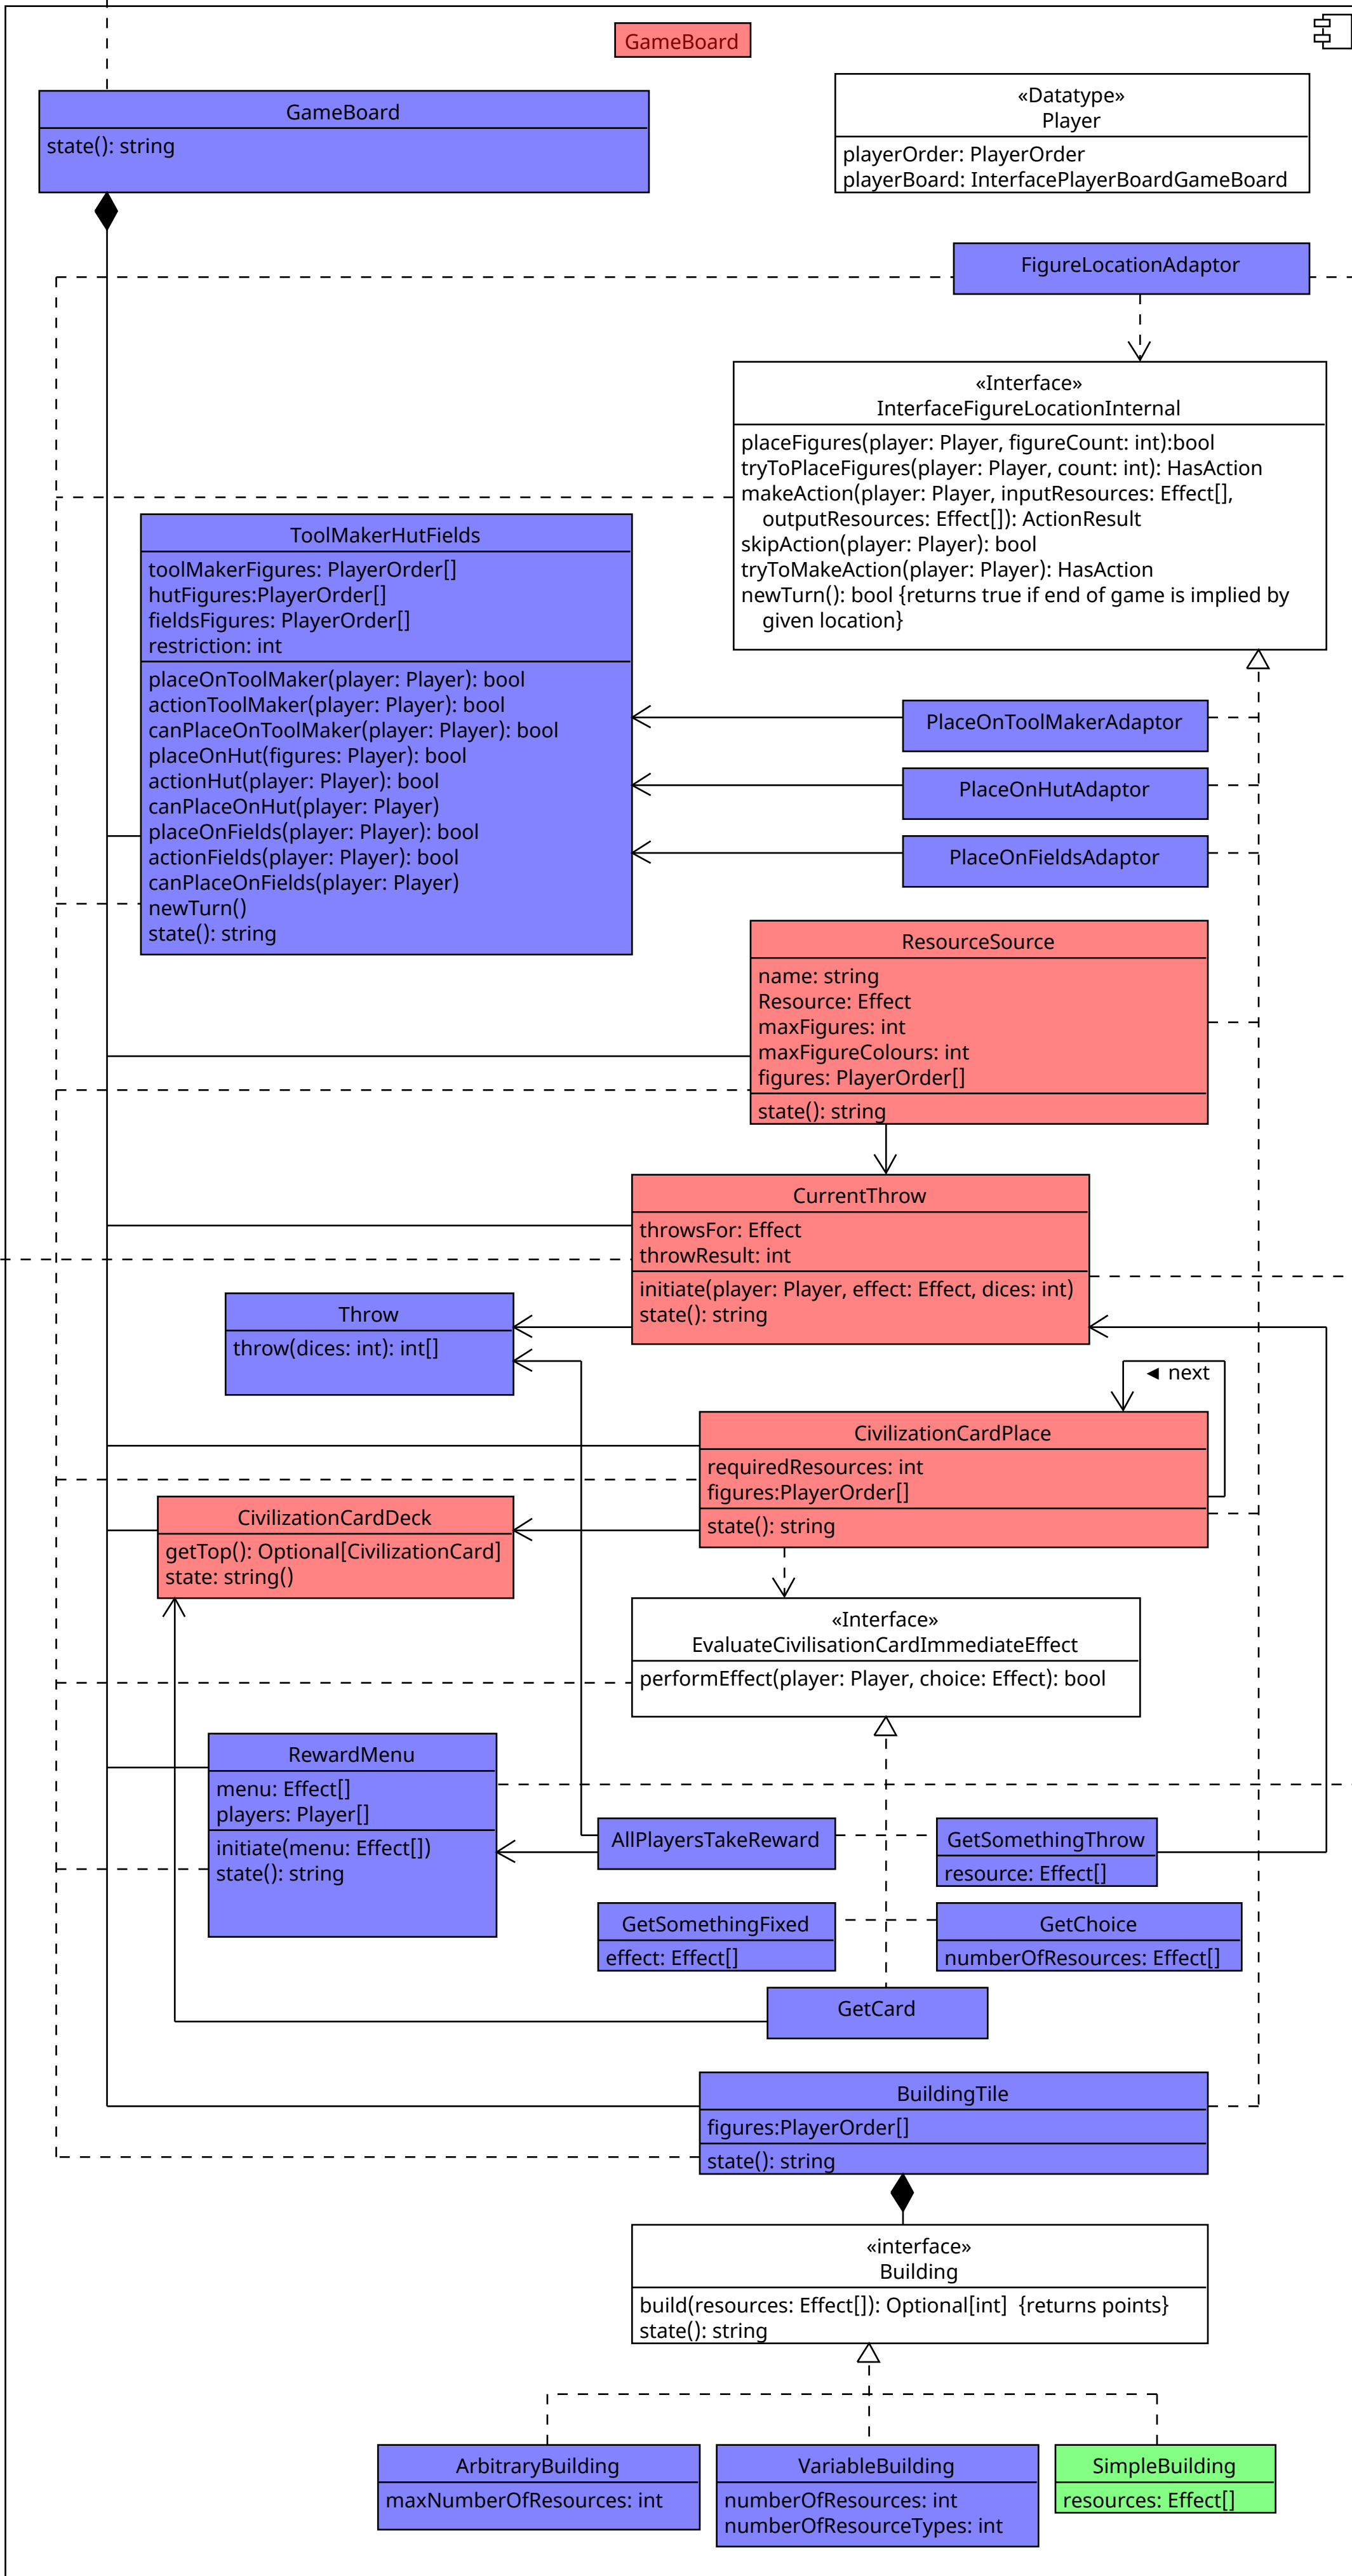 GameBoard
GameBoard
state(): string
«Datatype»
Player
playerOrder: PlayerOrder
playerBoard: InterfacePlayerBoardGameBoard
FigureLocationAdaptor
«Interface»
InterfaceFigureLocationInternal
placeFigures(player: Player, figureCount: int):bool
tryToPlaceFigures(player: Player, count: int): HasAction
makeAction(player: Player, inputResources: Effect[],
outputResources: Effect[]): ActionResult
skipAction(player: Player): bool
tryToMakeAction(player: Player): HasAction
newTurn(): bool {returns true if end of game is implied by
given location}
ToolMakerHutFields
toolMakerFigures: PlayerOrder[]
hutFigures:PlayerOrder[]
fieldsFigures: PlayerOrder[]
restriction: int
placeOnToolMaker(player: Player): bool
actionToolMaker(player: Player): bool
canPlaceOnToolMaker(player: Player): bool
placeOnHut(figures: Player): bool
actionHut(player: Player): bool
canPlaceOnHut(player: Player)
placeOnFields(player: Player): bool
actionFields(player: Player): bool
canPlaceOnFields(player: Player)
newTurn()
state(): string
PlaceOnToolMakerAdaptor
PlaceOnHutAdaptor
PlaceOnFieldsAdaptor
ResourceSource
name: string
Resource: Effect
maxFigures: int
maxFigureColours: int
figures: PlayerOrder[]
state(): string
CurrentThrow
throwsFor: Effect
throwResult: int
initiate(player: Player, effect: Effect, dices: int)
state(): string
Throw
throw(dices: int): int[]
◄ next
CivilizationCardPlace
requiredResources: int
figures:PlayerOrder[]
state(): string
CivilizationCardDeck
getTop(): Optional[CivilizationCard]
state: string()
«Interface»
EvaluateCivilisationCardImmediateEffect
performEffect(player: Player, choice: Effect): bool
RewardMenu
menu: Effect[]
players: Player[]
initiate(menu: Effect[])
state(): string
AllPlayersTakeReward
GetSomethingThrow
resource: Effect[]
GetSomethingFixed
effect: Effect[]
GetChoice
numberOfResources: Effect[]
GetCard
BuildingTile
figures:PlayerOrder[]
state(): string
«interface»
Building
build(resources: Effect[]): Optional[int]  {returns points}
state(): string
ArbitraryBuilding
maxNumberOfResources: int
VariableBuilding
numberOfResources: int
numberOfResourceTypes: int
SimpleBuilding
resources: Effect[]